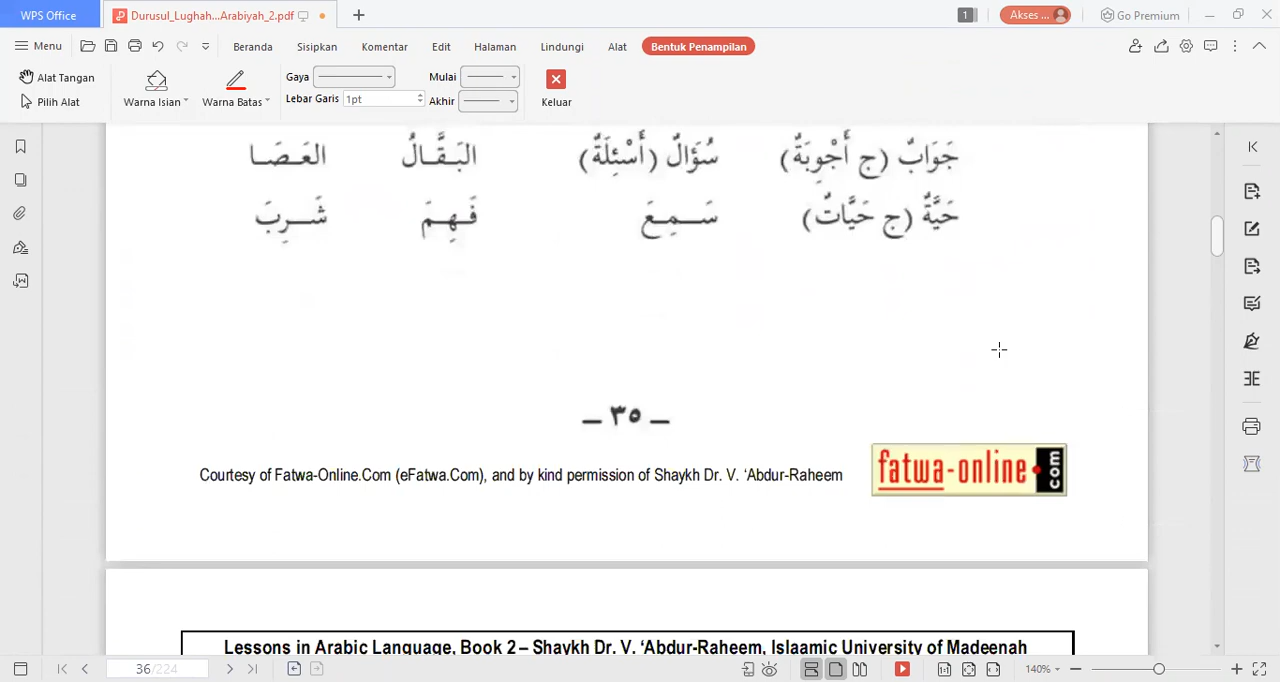 WPS Office
Durusul_Lughah...Arabiyah_2.pdf
1
Akses ...
Go Premium
Menu
Beranda
Sisipkan
Komentar
Edit
Halaman
Lindungi
Alat
Bentuk Penampilan
Alat Tangan
Pilih Alat
Warna Isian
Warna Batas
Gaya
Lebar Garis 1pt
Mulai
Akhir
Keluar
جَوَابٌ (ج أَجْوِبَةٌ) سُؤَالٌ (أَسْئِلَةٌ) البَقَّالُ العَصَا
حَيَّةٌ (ج حَيَّاتٌ) سَمِعَ فَهِمَ شَرِبَ
– ٣٥ –
Courtesy of Fatwa-Online.Com (eFatwa.Com), and by kind permission of Shaykh Dr. V. ‘Abdur-Raheem
fatwa-online.com
Lessons in Arabic Language, Book 2 – Shaykh Dr. V. ‘Abdur-Raheem, Islaamic University of Madeenah
36/224
140%